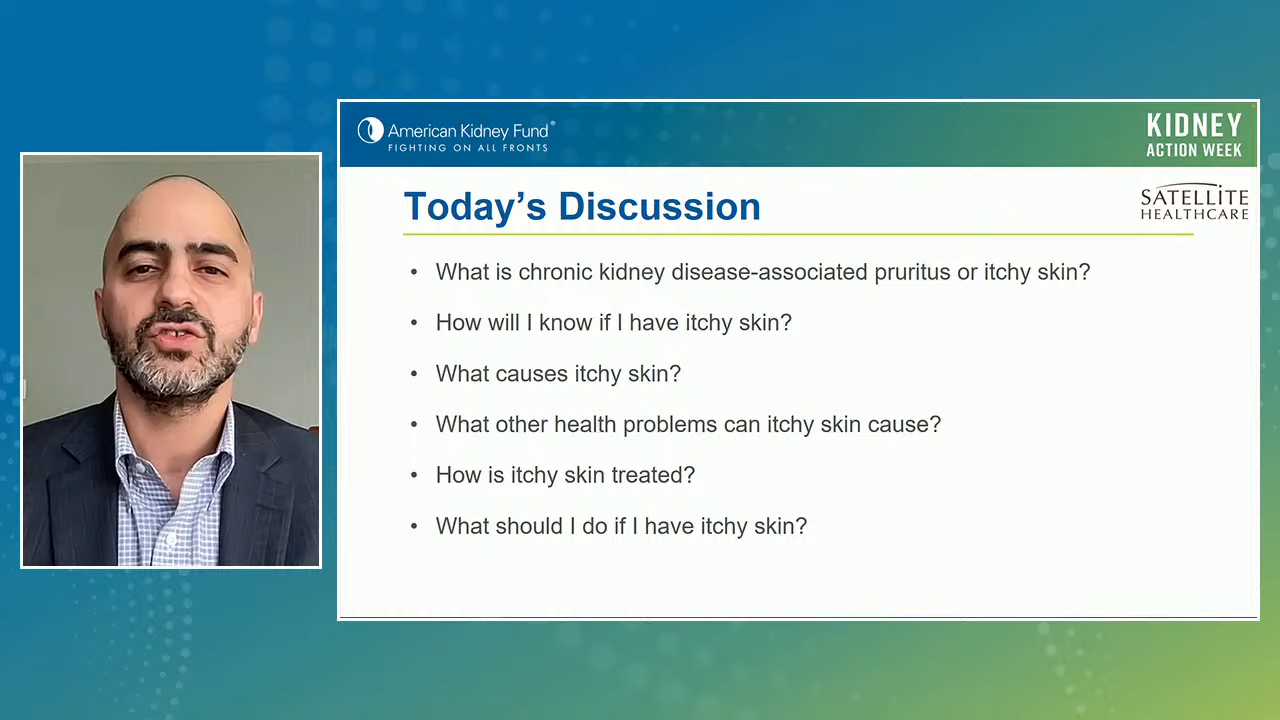 American Kidney Fund®
FIGHTING ON ALL FRONTS
KIDNEY
ACTION WEEK
SATELLITE
HEALTHCARE
Today's Discussion
• What is chronic kidney disease-associated pruritus or itchy skin?
• How will I know if I have itchy skin?
• What causes itchy skin?
• What other health problems can itchy skin cause?
• How is itchy skin treated?
• What should I do if I have itchy skin?